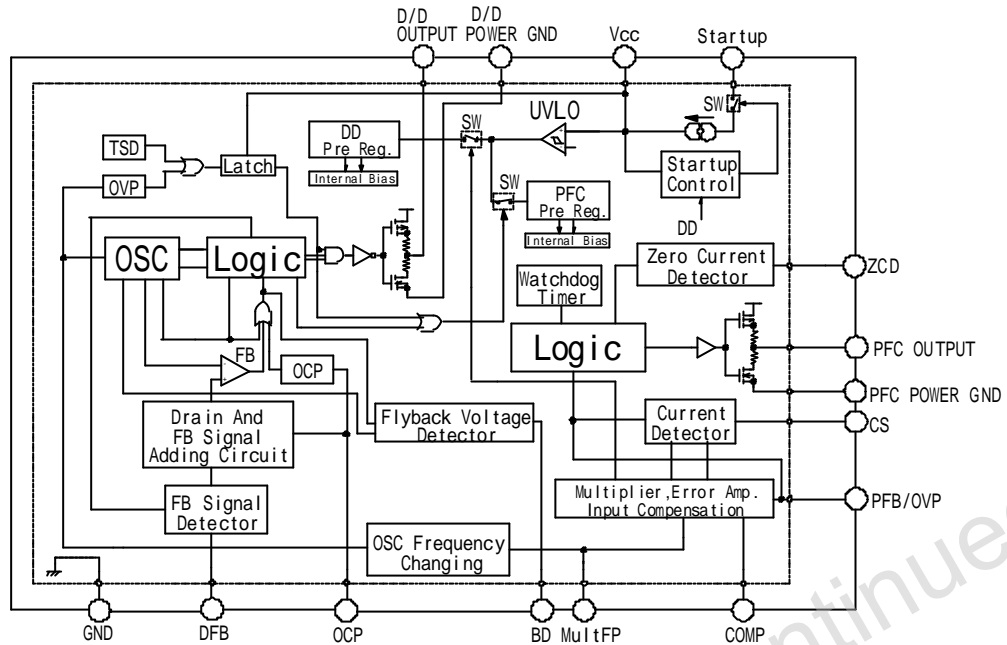 D/D
OUTPUT
D/D
POWER GND
Vcc
Startup
SW
UVLO
SW
DD
Pre Reg.
Internal Bias
TSD
OVP
Latch
Startup
Control
DD
SW
PFC
Pre Reg.
Internal Bias
OSC
Logic
Zero Current
Detector
ZCD
Watchdog
Timer
Logic
PFC OUTPUT
FB
OCP
PFC POWER GND
Drain And
FB Signal
Adding Circuit
Flyback Voltage
Detector
Current
Detector
CS
FB Signal
Detector
Multiplier,Error Amp.
Input Compensation
PFB/OVP
OSC Frequency
Changing
GND
DFB
OCP
BD
MultFP
COMP